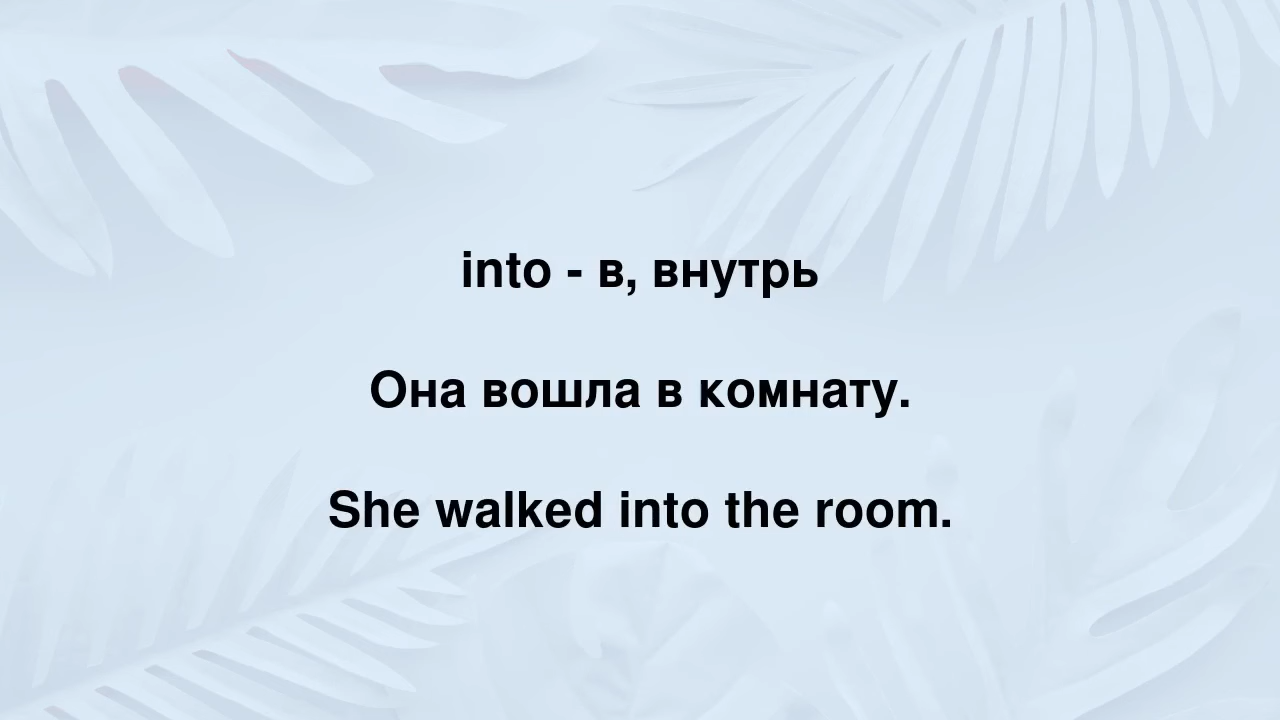 into - в, внутрь
Она вошла в комнату.
She walked into the room.